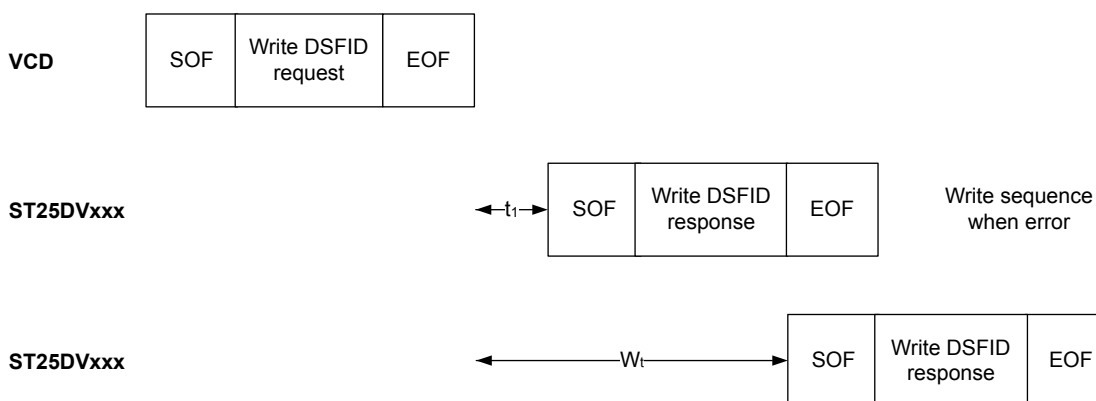 VCD
SOF
Write DSFID
request
EOF
ST25DVxxx
t1
SOF
Write DSFID
response
EOF
Write sequence
when error
ST25DVxxx
Wt
SOF
Write DSFID
response
EOF